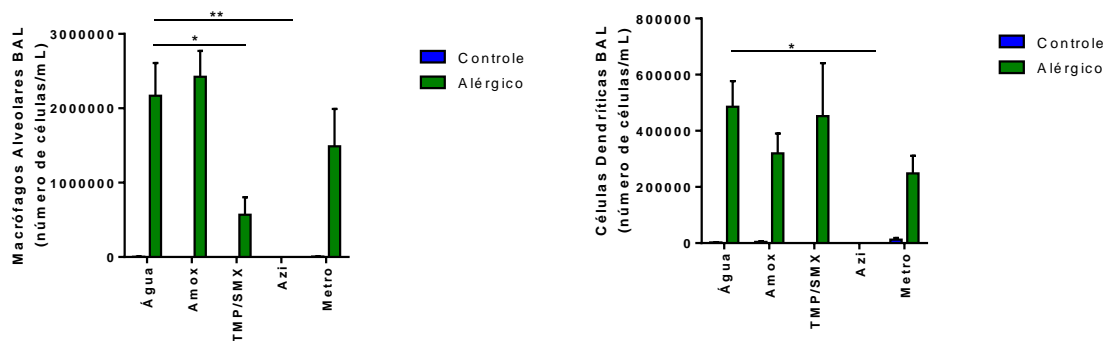 **
*
Macrófagos Alveolares BAL
(número de células/mL)
3000000
2000000
1000000
0
Água
Amox
TMP/SMX
Azi
Metro
Controle
Alérgico
*
Células Dendríticas BAL
(número de células/mL)
800000
600000
400000
200000
0
Água
Amox
TMP/SMX
Azi
Metro
Controle
Alérgico